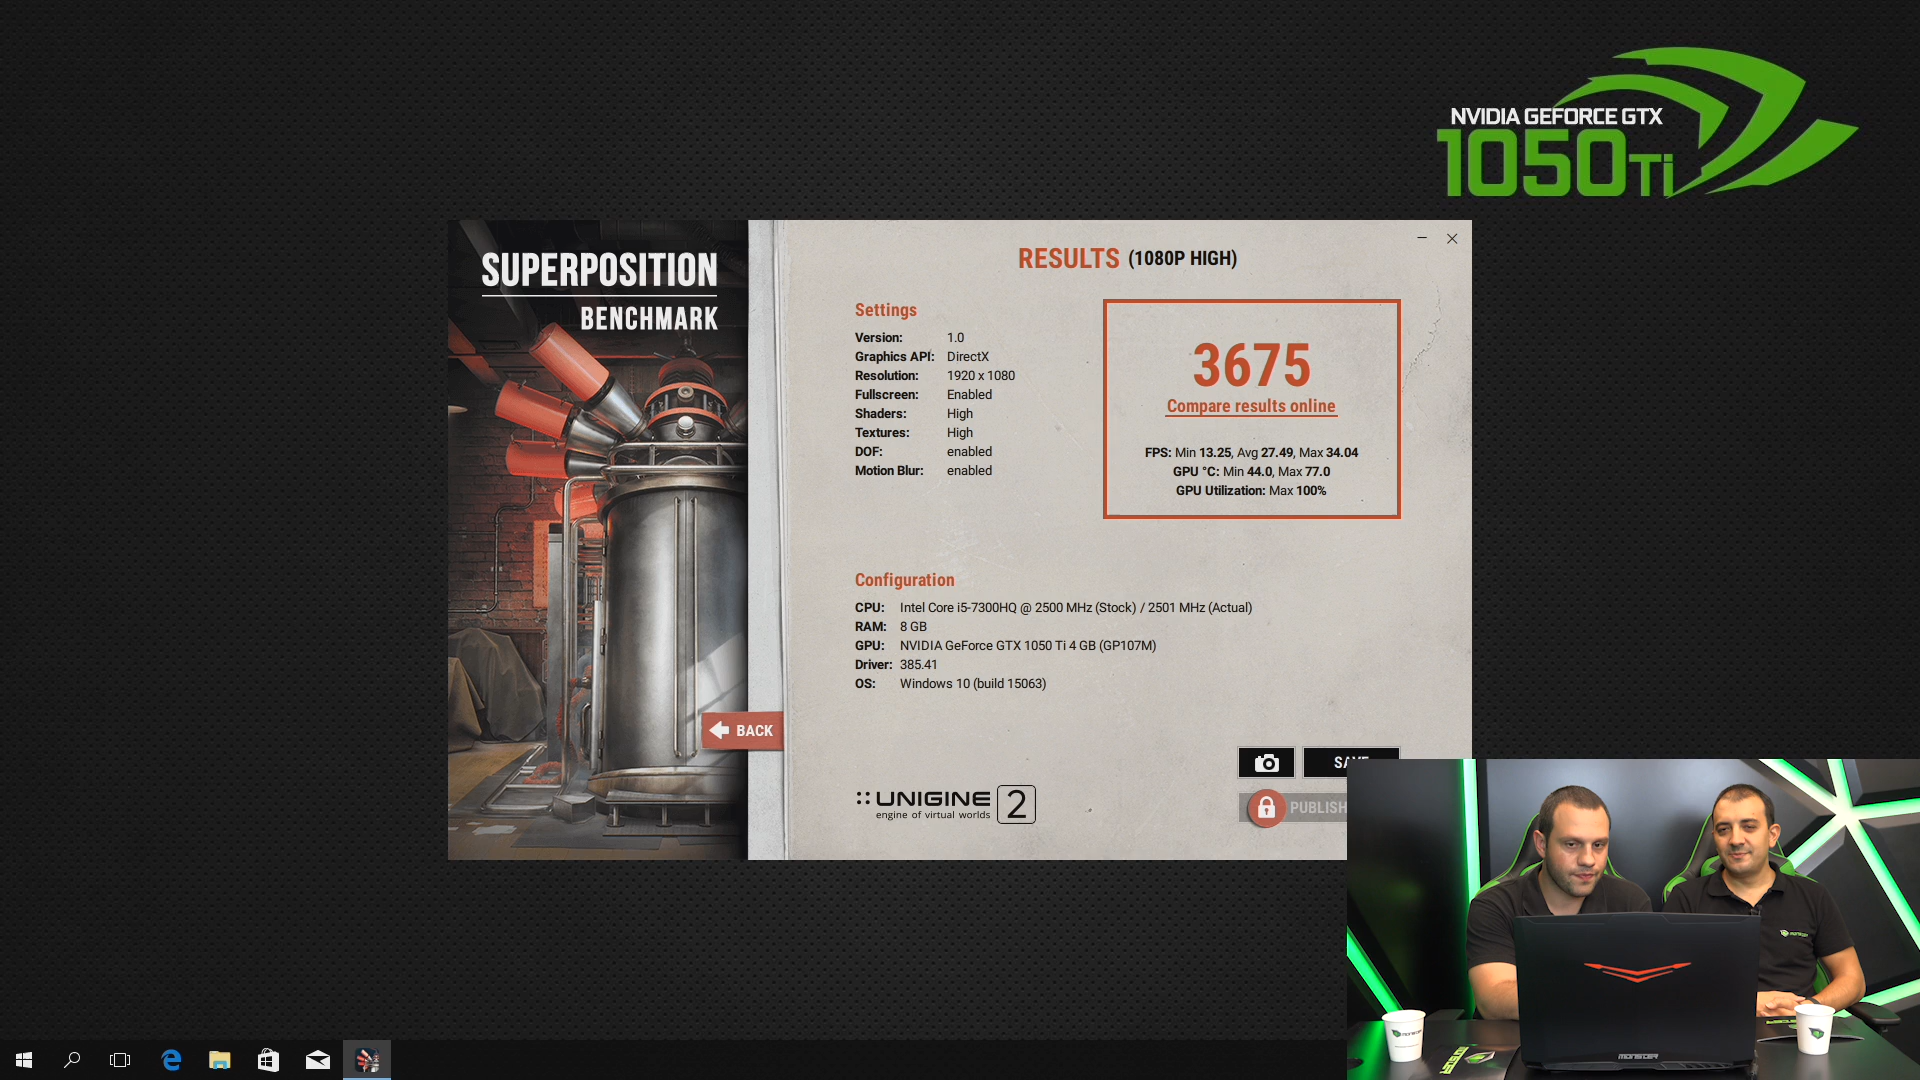 NVIDIA GEFORCE GTX
1050Ti
SUPERPOSITION
BENCHMARK
RESULTS (1080P HIGH)
Settings
Version: 1.0
Graphics API: DirectX
Resolution: 1920 x 1080
Fullscreen: Enabled
Shaders: High
Textures: High
DOF: enabled
Motion Blur: enabled
3675
Compare results online
FPS: Min 13.25, Avg 27.49, Max 34.04
GPU °C: Min 44.0, Max 77.0
GPU Utilization: Max 100%
Configuration
CPU: Intel Core i5-7300HQ @ 2500 MHz (Stock) / 2501 MHz (Actual)
RAM: 8 GB
GPU: NVIDIA GeForce GTX 1050 Ti 4 GB (GP107M)
Driver: 385.41
OS: Windows 10 (build 15063)
BACK
SAVE
PUBLISH
UNIGINE 2
engine of virtual worlds
MONSTER
MONSTER
MONSTER